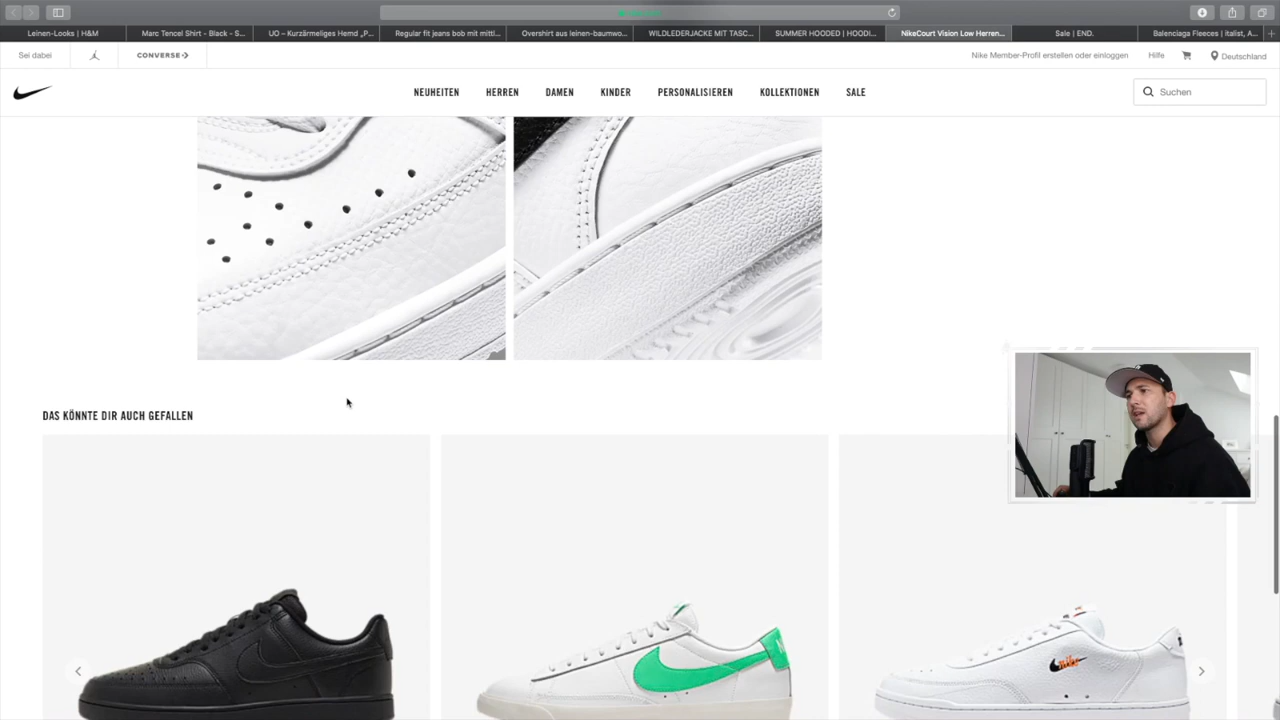 Leinen-Looks | H&M
Marc Tencel Shirt - Black - S...
UO – Kurzärmeliges Hemd „P...
Regular fit jeans bob mit mittl...
Overshirt aus leinen-baumwo...
WILDLEDERJACKE MIT TASC...
SUMMER HOODED | HOODI...
NikeCourt Vision Low Herren...
Sale | END.
Balenciaga Fleeces | italist, A...
Sei dabei
CONVERSE
Nike Member-Profil erstellen oder einloggen
Hilfe
Deutschland
NEUHEITEN
HERREN
DAMEN
KINDER
PERSONALISIEREN
KOLLEKTIONEN
SALE
Suchen
DAS KÖNNTE DIR AUCH GEFALLEN